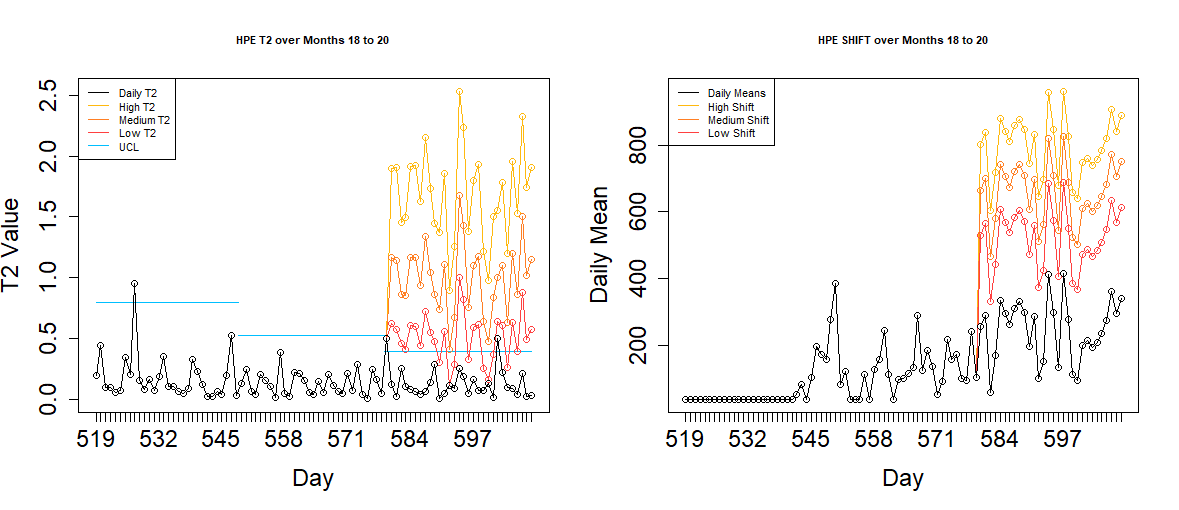 HPE T2 over Months 18 to 20
Daily T2
High T2
Medium T2
Low T2
UCL
T2 Value
0.0
0.5
1.0
1.5
2.0
2.5
519 532 545 558 571 584 597
Day
HPE SHIFT over Months 18 to 20
Daily Means
High Shift
Medium Shift
Low Shift
Daily Mean
200
400
600
800
519 532 545 558 571 584 597
Day